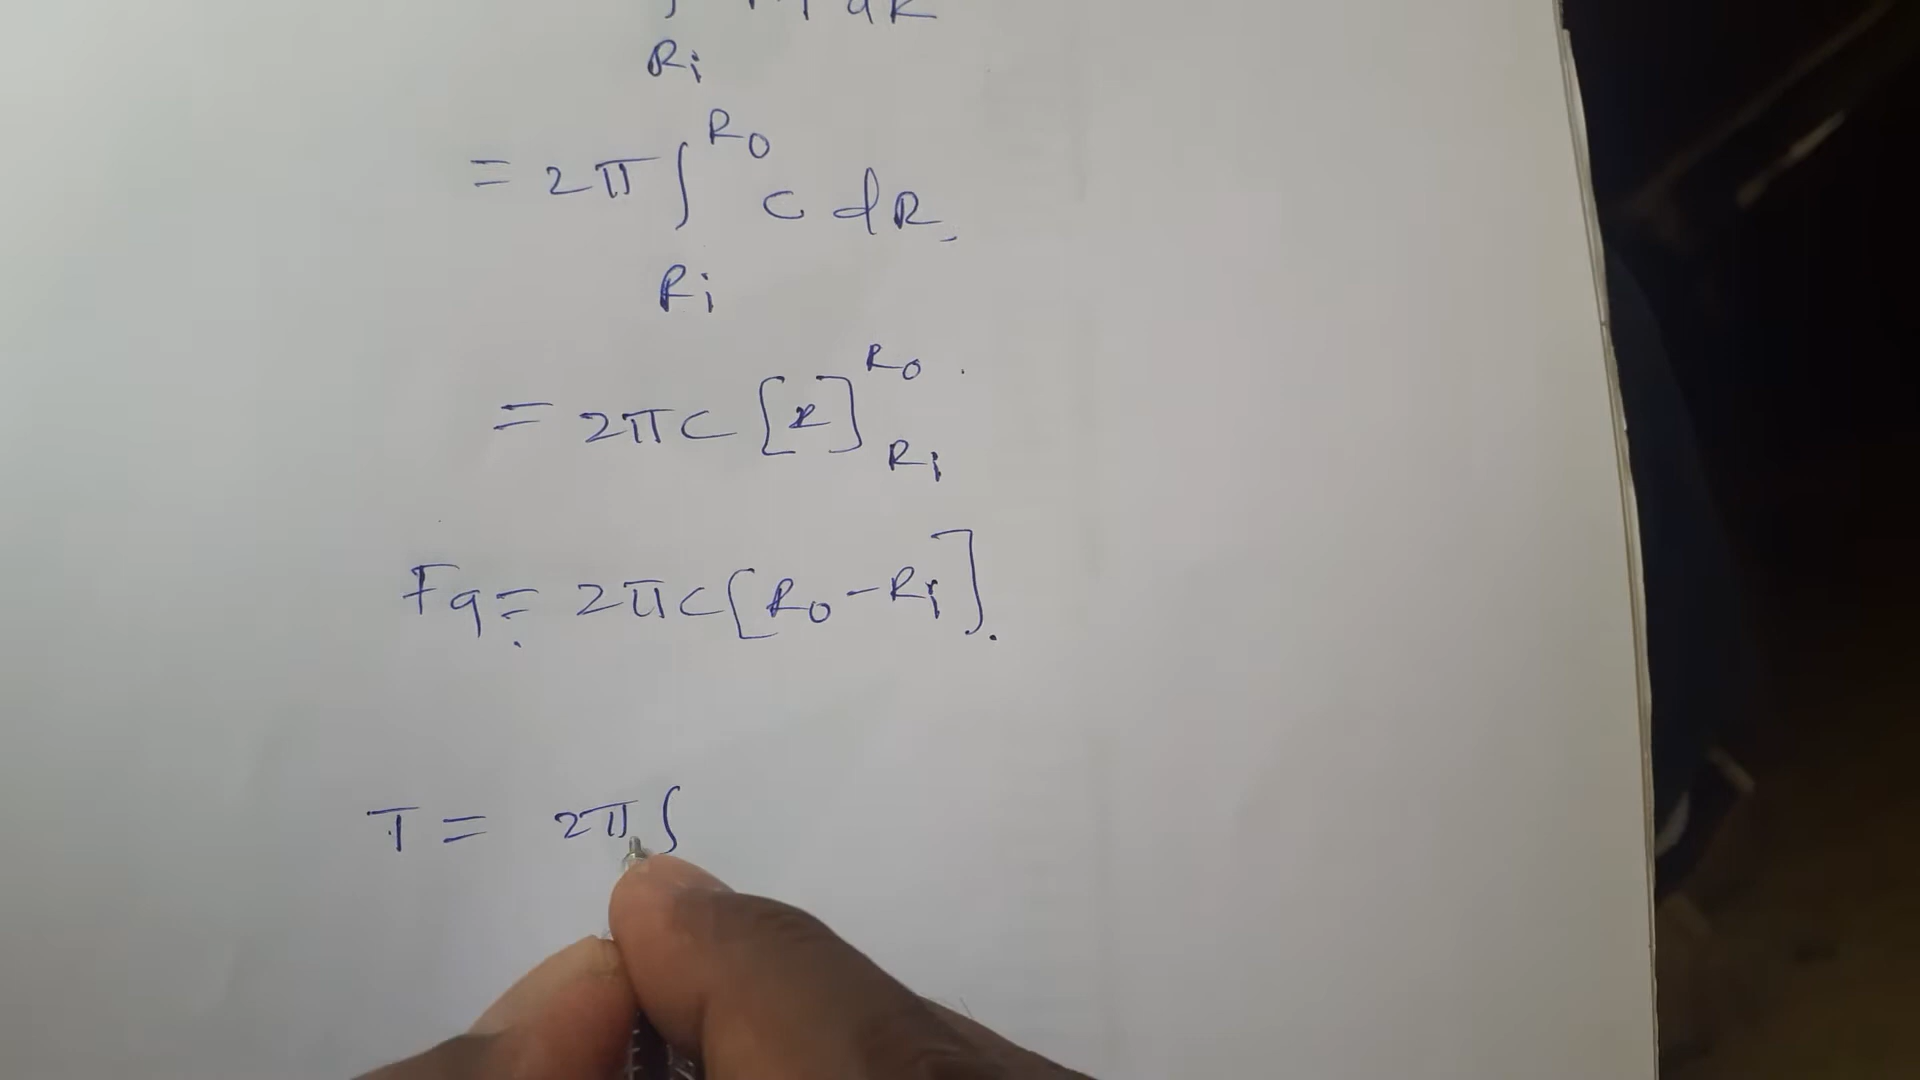 Ri
= 2π∫ Ro C dR
Ri
= 2πC [R] Ro
Ri
Fa = 2πC[Ro-Ri].
T = 2π∫